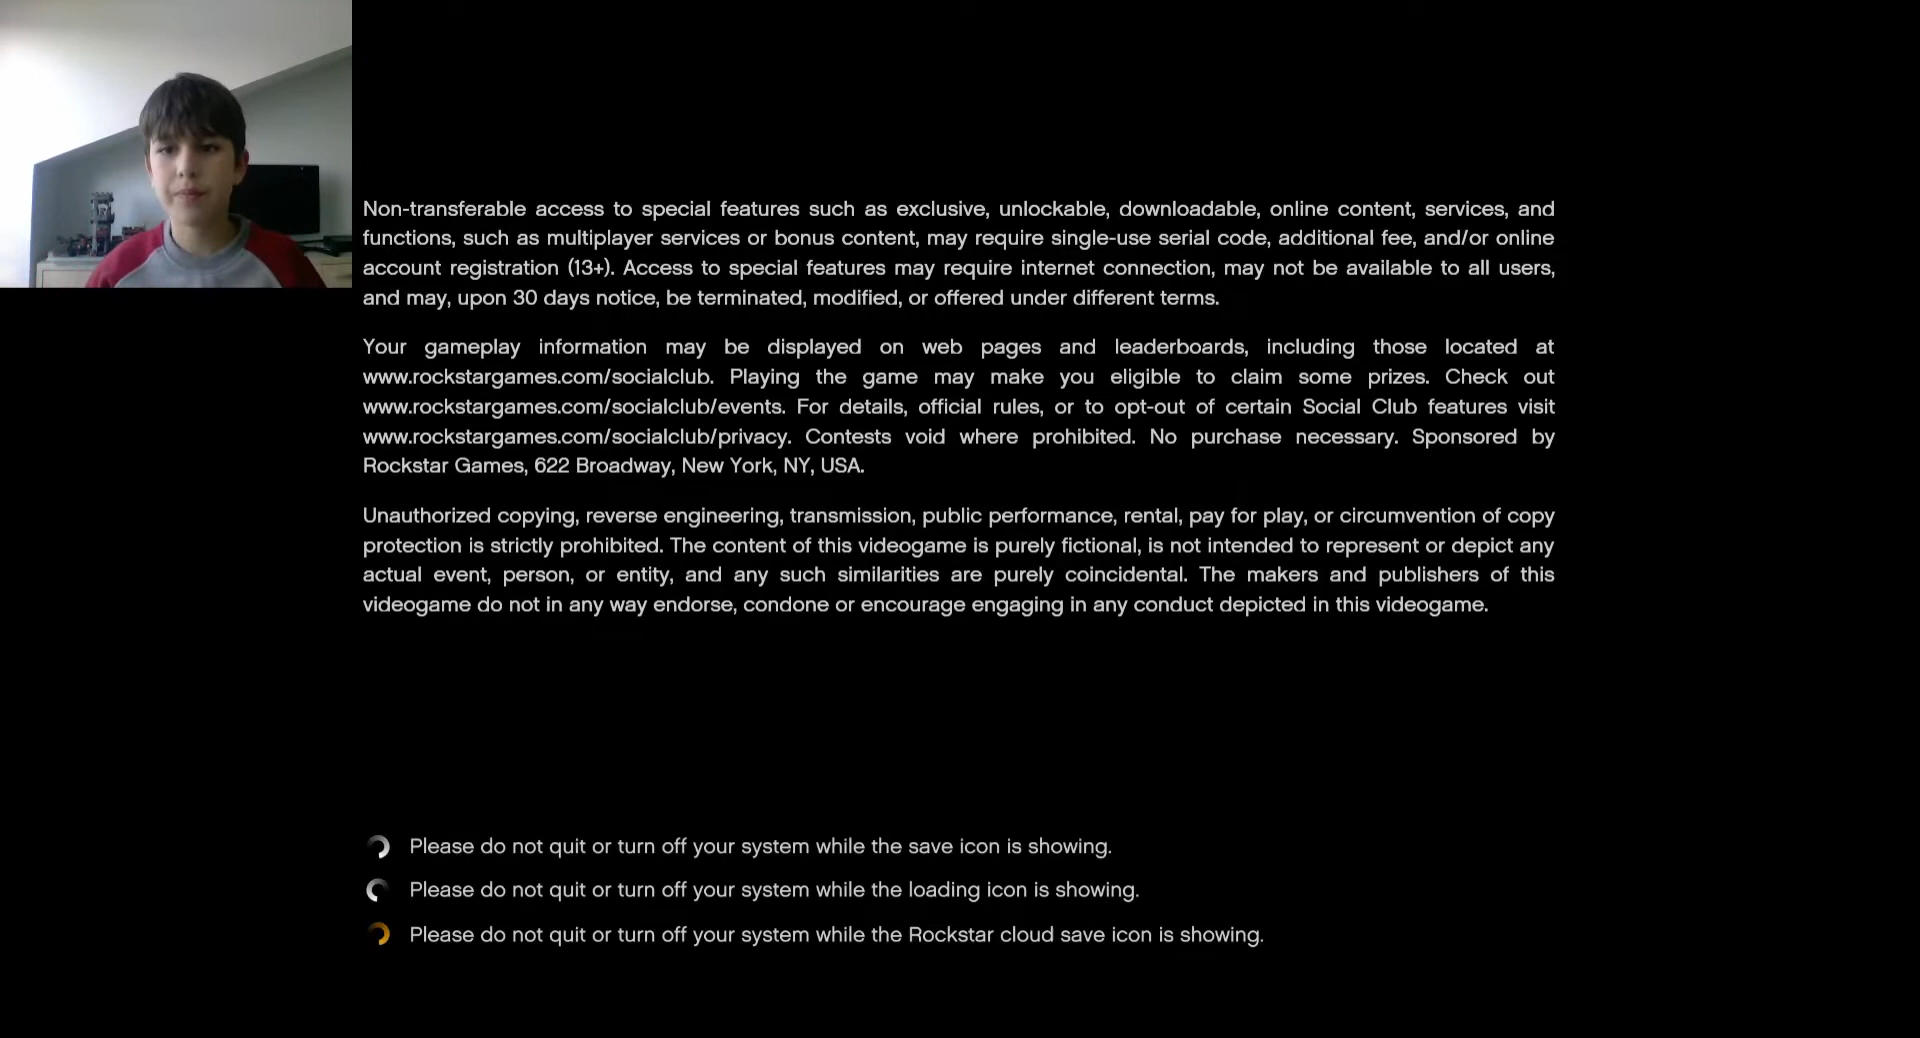 Non-transferable access to special features such as exclusive, unlockable, downloadable, online content, services, and
functions, such as multiplayer services or bonus content, may require single-use serial code, additional fee, and/or online
account registration (13+). Access to special features may require internet connection, may not be available to all users,
and may, upon 30 days notice, be terminated, modified, or offered under different terms.
Your gameplay information may be displayed on web pages and leaderboards, including those located at
www.rockstargames.com/socialclub. Playing the game may make you eligible to claim some prizes. Check out
www.rockstargames.com/socialclub/events. For details, official rules, or to opt-out of certain Social Club features visit
www.rockstargames.com/socialclub/privacy. Contests void where prohibited. No purchase necessary. Sponsored by
Rockstar Games, 622 Broadway, New York, NY, USA.
Unauthorized copying, reverse engineering, transmission, public performance, rental, pay for play, or circumvention of copy
protection is strictly prohibited. The content of this videogame is purely fictional, is not intended to represent or depict any
actual event, person, or entity, and any such similarities are purely coincidental. The makers and publishers of this
videogame do not in any way endorse, condone or encourage engaging in any conduct depicted in this videogame.
Please do not quit or turn off your system while the save icon is showing.
Please do not quit or turn off your system while the loading icon is showing.
Please do not quit or turn off your system while the Rockstar cloud save icon is showing.